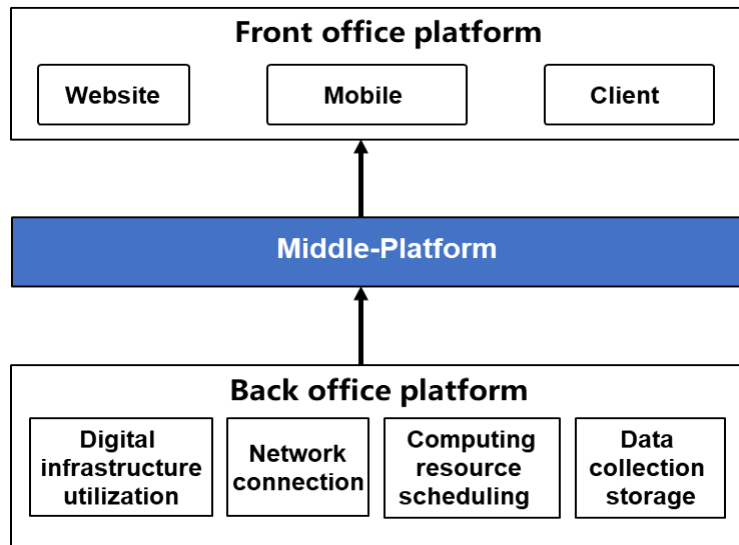 Front office platform
Website
Mobile
Client
Middle-Platform
Back office platform
Digital
infrastructure
utilization
Network
connection
Computing
resource
scheduling
Data
collection
storage